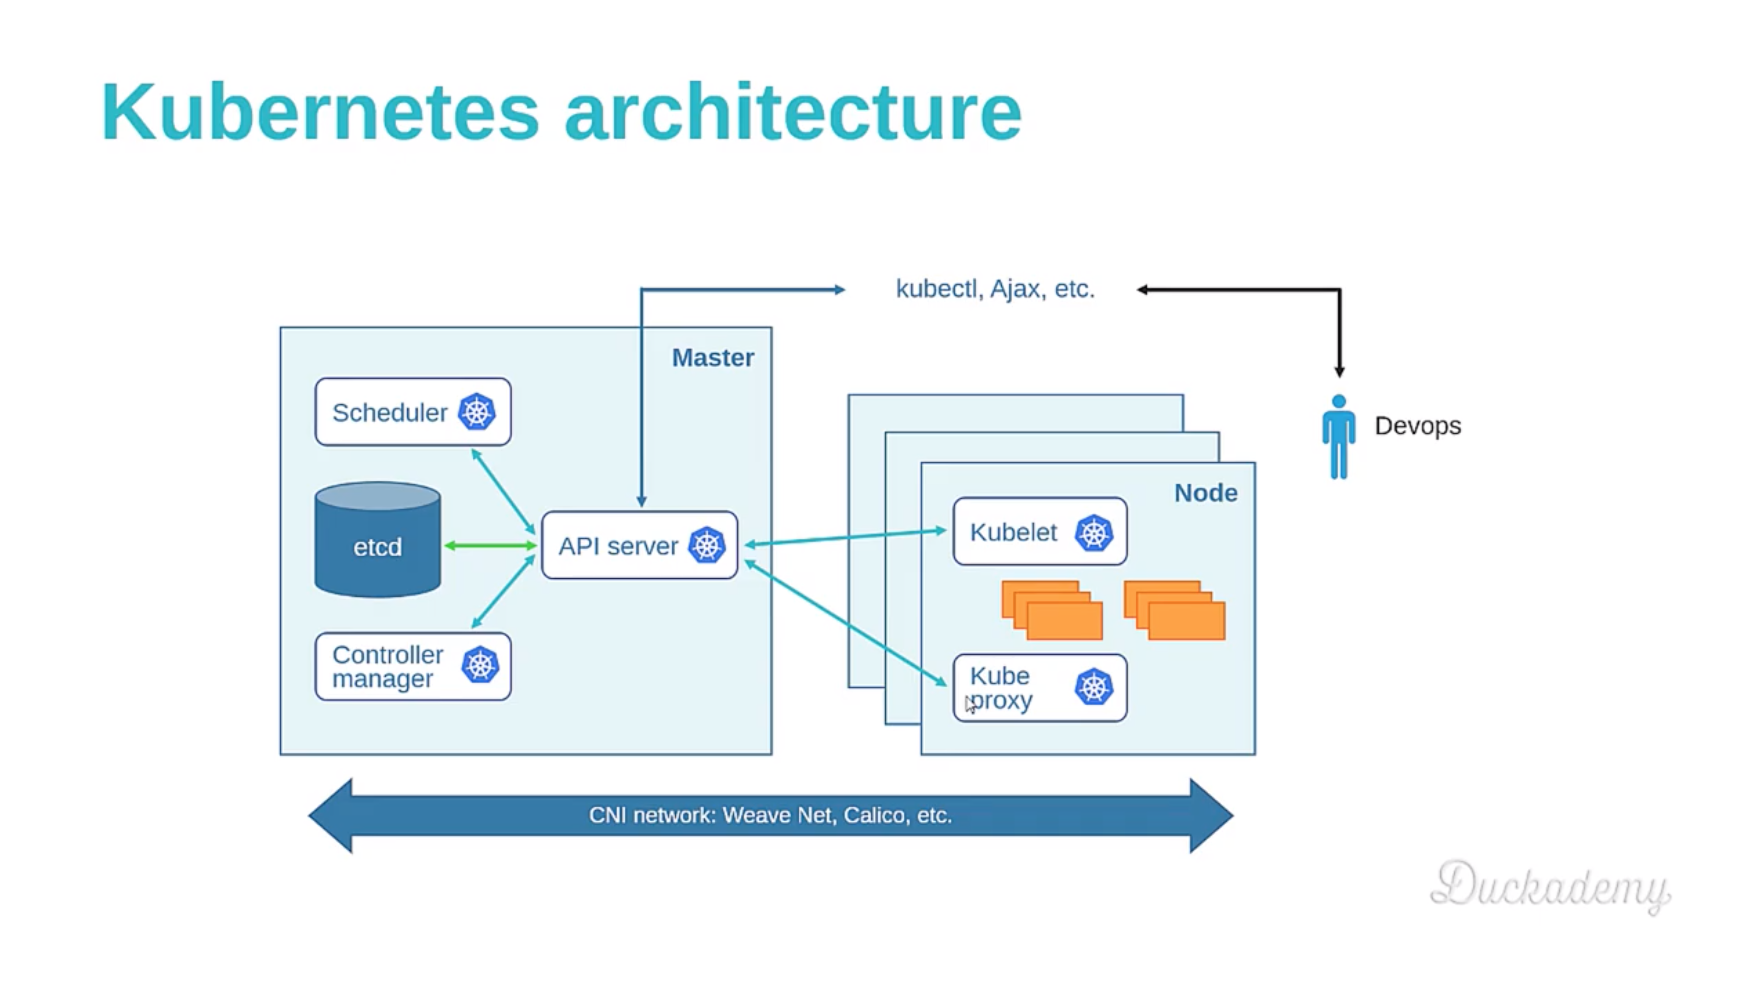 Kubernetes architecture
kubectl, Ajax, etc.
Master
Scheduler
etcd
API server
Controller
manager
Node
Kubelet
Kube
proxy
Devops
CNI network: Weave Net, Calico, etc.
Duckademy